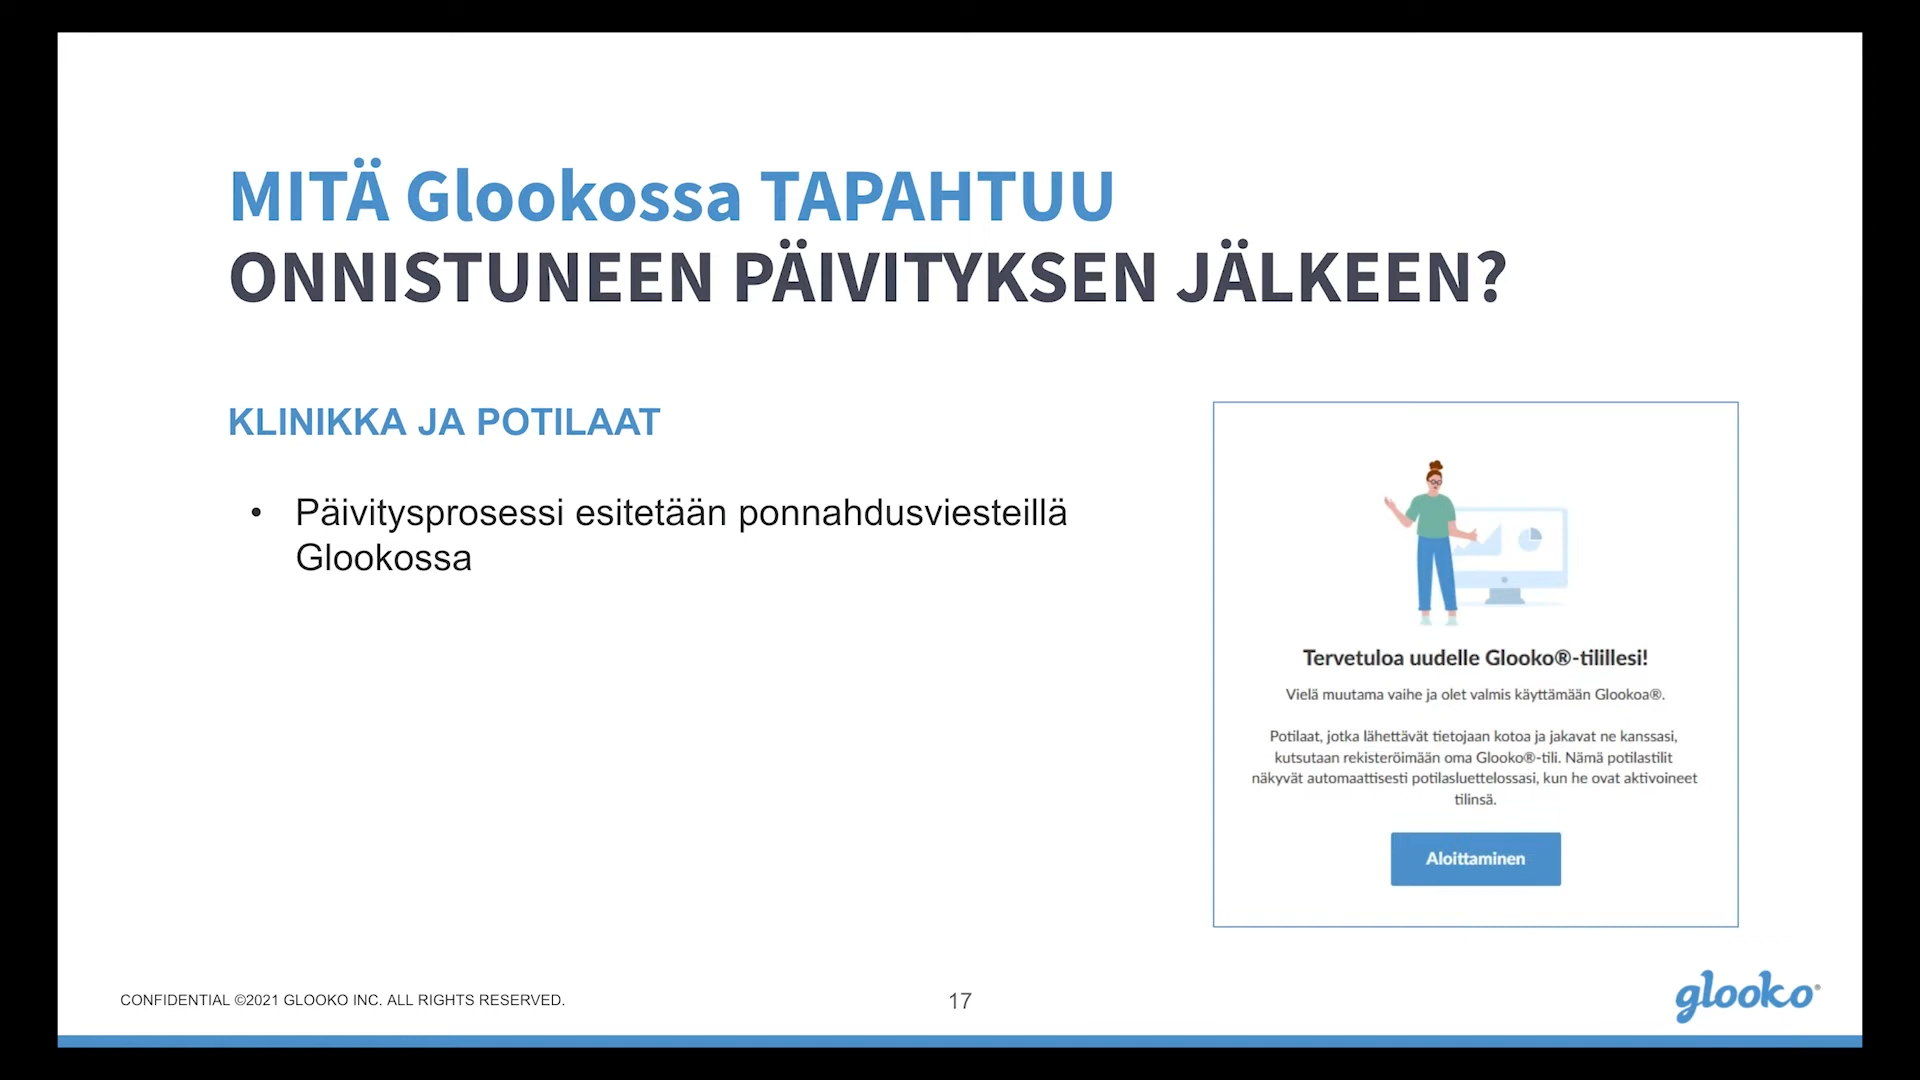 MITÄ Glookossa TAPAHTUU
ONNISTUNEEN PÄIVITYKSEN JÄLKEEN?
KLINIKKA JA POTILAAT
• Päivitysprosessi esitetään ponnahdusviesteillä
Glookossa
Tervetuloa uudelle Glooko®-tilillesi!
Vielä muutama vaihe ja olet valmis käyttämään Glookoa®.
Potilaat, jotka lähettävät tietojaan kotoa ja jakavat ne kanssasi,
kutsutaan rekisteröimään oma Glooko®-tili. Nämä potilastilit
näkyvät automaattisesti potilasluettelossasi, kun he ovat aktivoineet
tilinsä.
Aloittaminen
CONFIDENTIAL ©2021 GLOOKO INC. ALL RIGHTS RESERVED.
17
glooko®